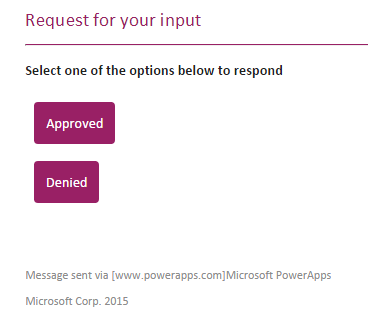 Request for your input
Select one of the options below to respond
Approved
Denied
Message sent via [www.powerapps.com]Microsoft PowerApps
Microsoft Corp. 2015